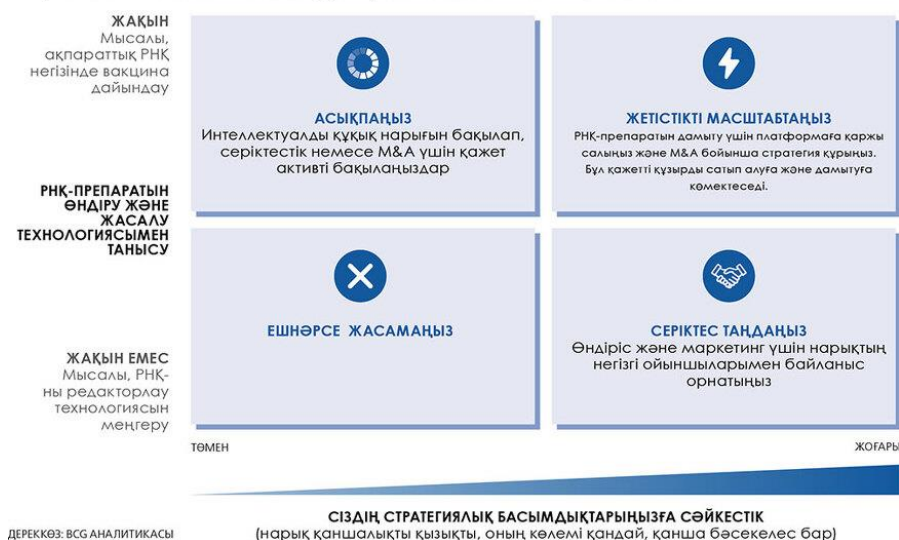 ЖАҚЫН
Мысалы,
ақпараттық РНҚ
негізінде вакцина
дайындау
АСЫҚПАҢЫЗ
Интеллектуалды құқық нарығын бақылап,
серіктестік немесе M&A үшін қажет
активті бақылаңыздар
ЖЕТІСТІКТІ МАСШТАБТАҢЫЗ
РНҚ-препаратын дамыту үшін платформаға қаржы
салыңыз және M&A бойынша стратегия құрыңыз.
Бұл қажетті құзырды сатып алуға және дамытуға
көмектеседі.
РНҚ-ПРЕПАРАТЫН
ӨНДІРУ ЖӘНЕ
ЖАСАЛУ
ТЕХНОЛОГИЯСЫМЕН
ТАНЫСУ
ЕШНӘРСЕ ЖАСАМАҢЫЗ
СЕРІКТЕС ТАҢДАҢЫЗ
Өндіріс және маркетинг үшін нарықтың
негізгі ойыншыларымен байланыс
орнатыңыз
ЖАҚЫН ЕМЕС
Мысалы, РНҚ-
ны редакторлау
технологиясын
меңгеру
ТӨМЕН
ЖОҒАРЫ
СІЗДІҢ СТРАТЕГИЯЛЫҚ БАСЫМДЫҚТАРЫҢЫЗҒА СӘЙКЕСТІК
(нарық қаншалықты қызықты, оның көлемі қандай, қанша бәсекелес бар)
ДЕРЕККӨЗ: BCG АНАЛИТИКАСЫ